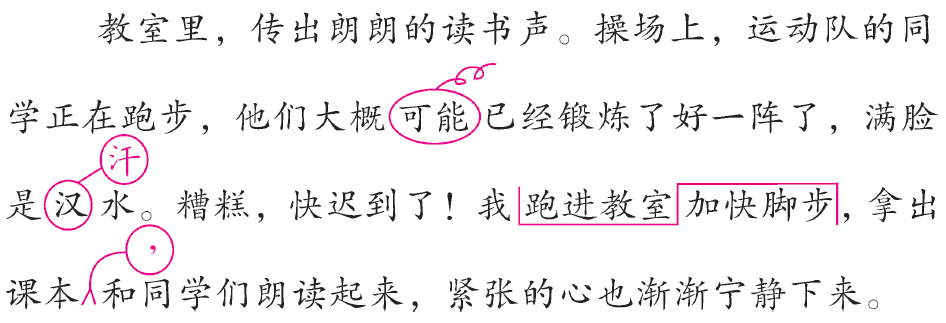 教室里，传出朗朗的读书声。操场上，运动队的同
学正在跑步，他们大概可能已经锻炼了好一阵了，满脸
汗
是汉水。糟糕，快迟到了！我跑进教室加快脚步，拿出
，
课本和同学们朗读起来，紧张的心也渐渐宁静下来。